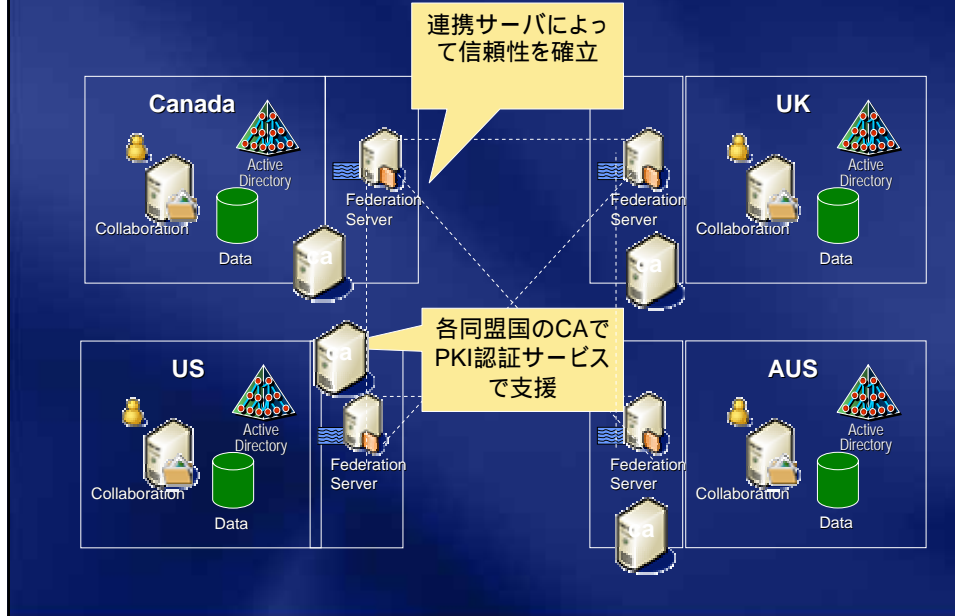 連携サーバによっ
て信頼性を確立
Canada
Active
Directory
Collaboration
Data
Federation
Server
ca
UK
Active
Directory
Collaboration
Data
Federation
Server
ca
各同盟国のCAで
PKI認証サービス
で支援
US
Active
Directory
Collaboration
Data
Federation
Server
ca
AUS
Active
Directory
Collaboration
Data
Federation
Server
ca